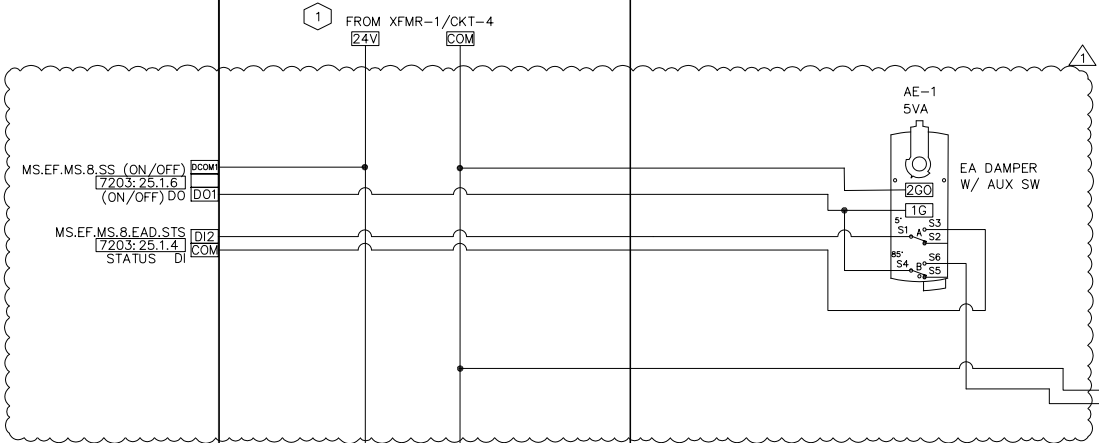 1
FROM XFMR-1/CKT-4
24V
COM
1
AE-1
5VA
MS.EF.MS.8.SS (ON/OFF)
DCOM1
7203:25.1.6
(ON/OFF) DO
DO1
EA DAMPER
W/ AUX SW
2GO
1G
MS.EF.MS.8.EAD.STS
DI2
7203:25.1.4
COM
STATUS DI
5°
S1
A
S3
S2
85°
S4
B
S6
S5